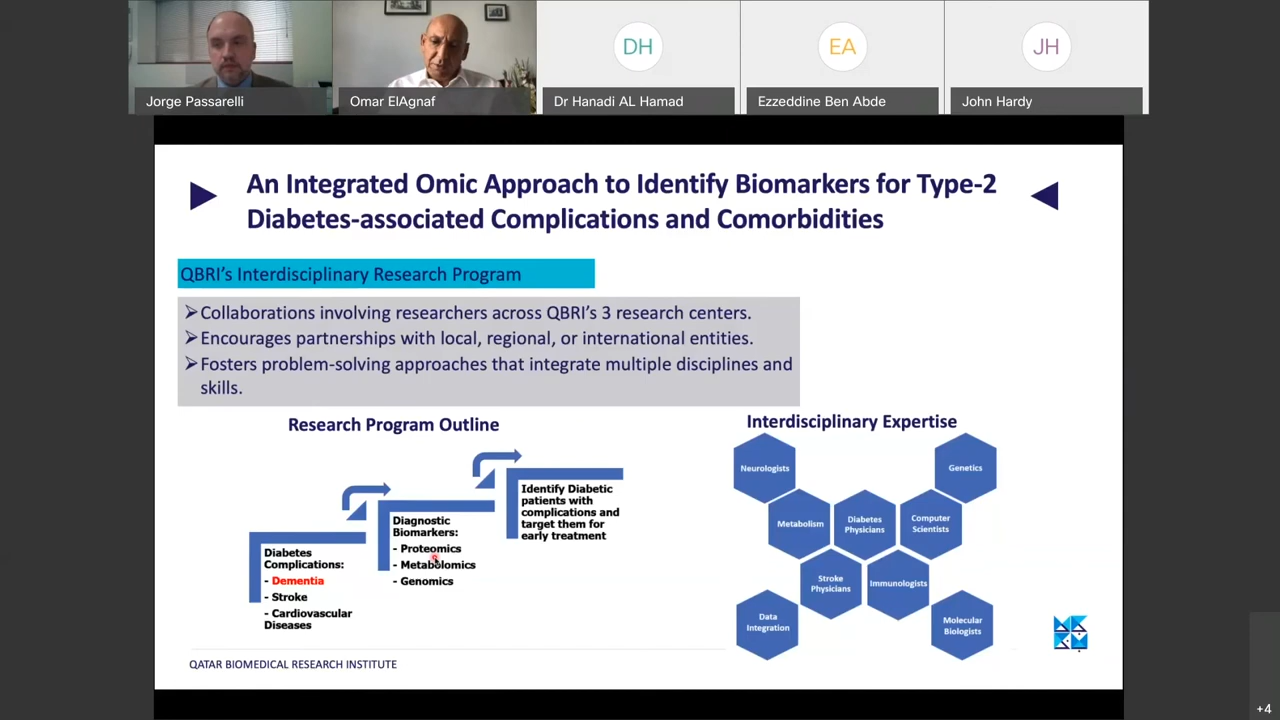 DH
EA
JH
Jorge Passarelli
Omar ElAgnaf
Dr Hanadi AL Hamad
Ezzeddine Ben Abde
John Hardy
An Integrated Omic Approach to Identify Biomarkers for Type-2
Diabetes-associated Complications and Comorbidities
QBRI's Interdisciplinary Research Program
➢Collaborations involving researchers across QBRI's 3 research centers.
➢Encourages partnerships with local, regional, or international entities.
➢Fosters problem-solving approaches that integrate multiple disciplines and
skills.
Research Program Outline
Diabetes
Complications:
- Dementia
- Stroke
- Cardiovascular
Diseases
Diagnostic
Biomarkers:
- Proteomics
- Metabolomics
- Genomics
Identify Diabetic
patients with
complications and
target them for
early treatment
Interdisciplinary Expertise
Neurologists
Genetics
Metabolism
Diabetes
Physicians
Computer
Scientists
Stroke
Physicians
Immunologists
Data
Integration
Molecular
Biologists
QATAR BIOMEDICAL RESEARCH INSTITUTE
+4